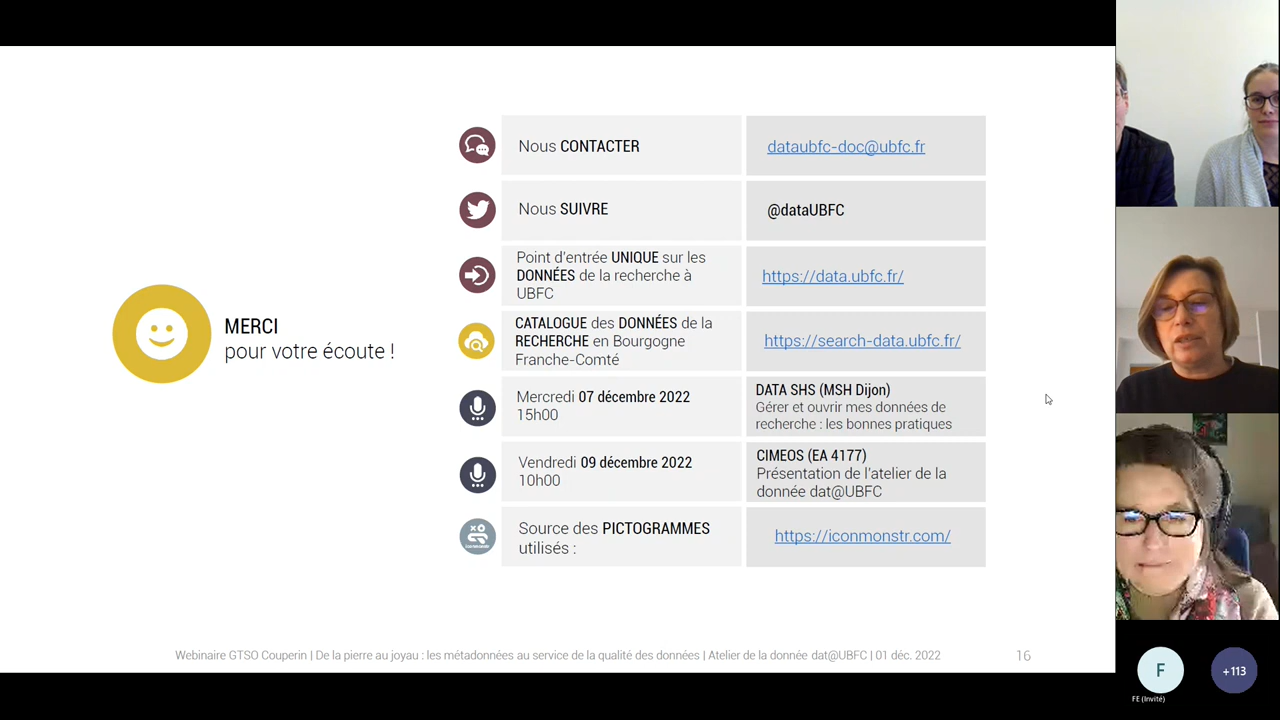 MERCI
pour votre écoute !
Nous CONTACTER
dataubfc-doc@ubfc.fr
Nous SUIVRE
@dataUBFC
Point d'entrée UNIQUE sur les
DONNÉES de la recherche à
UBFC
https://data.ubfc.fr/
CATALOGUE des DONNÉES de la
RECHERCHE en Bourgogne
Franche-Comté
https://search-data.ubfc.fr/
Mercredi 07 décembre 2022
15h00
DATA SHS (MSH Dijon)
Gérer et ouvrir mes données de
recherche : les bonnes pratiques
Vendredi 09 décembre 2022
10h00
CIMEOS (EA 4177)
Présentation de l'atelier de la
donnée dat@UBFC
Source des PICTOGRAMMES
utilisés :
https://iconmonstr.com/
Webinaire GTSO Couperin | De la pierre au joyau : les métadonnées au service de la qualité des données | Atelier de la donnée dat@UBFC | 01 déc. 2022
16
F
+113
FE (Invité)